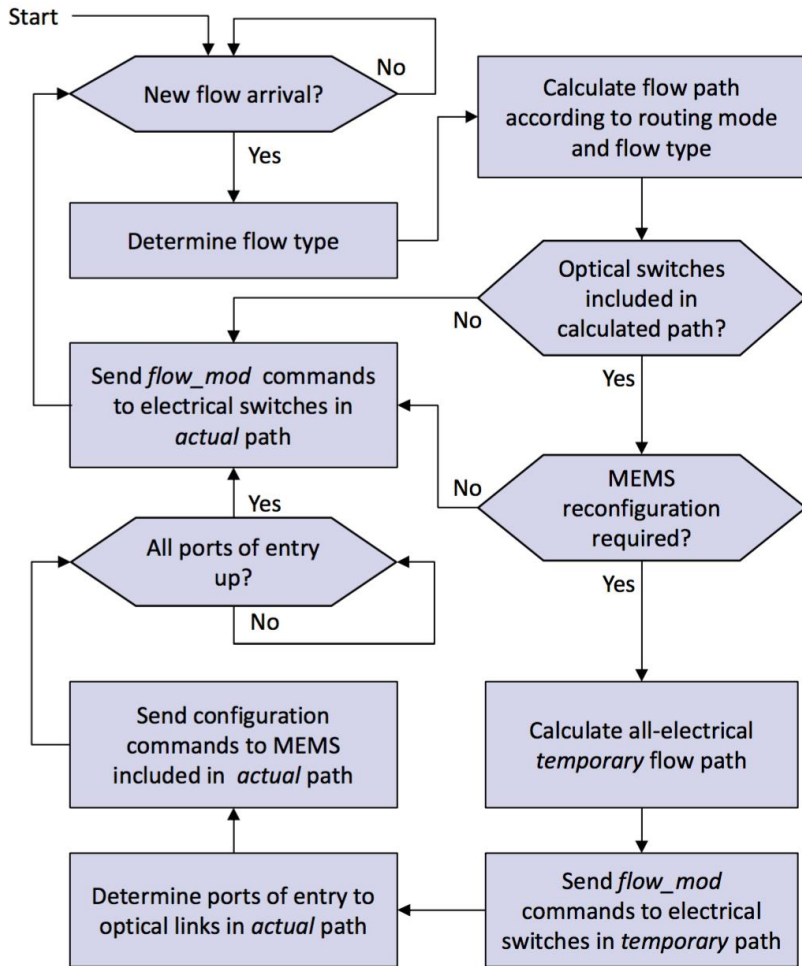 Start
New flow arrival?
No
Yes
Determine flow type
Calculate flow path
according to routing mode
and flow type
Optical switches
included in
calculated path?
No
Yes
Send flow_mod commands
to electrical switches in
actual path
MEMS
reconfiguration
required?
No
Yes
Yes
All ports of entry
up?
No
Send configuration
commands to MEMS
included in actual path
Calculate all-electrical
temporary flow path
Determine ports of entry to
optical links in actual path
Send flow_mod
commands to electrical
switches in temporary path